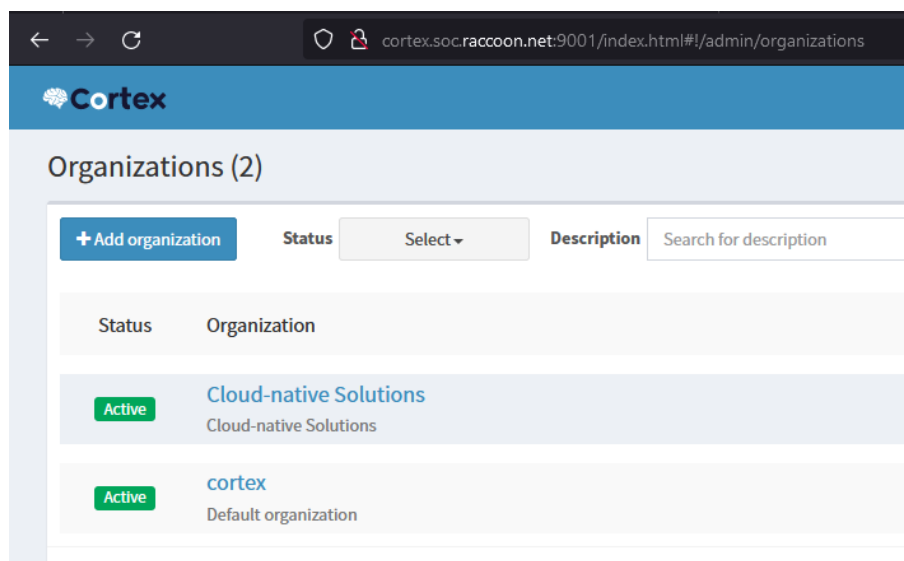 cortex.soc.raccoon.net:9001/index.html#!/admin/organizations
Cortex
Organizations (2)
+ Add organization Status Select Description Search for description
Status Organization
Active Cloud-native Solutions
Cloud-native Solutions
Active cortex
Default organization